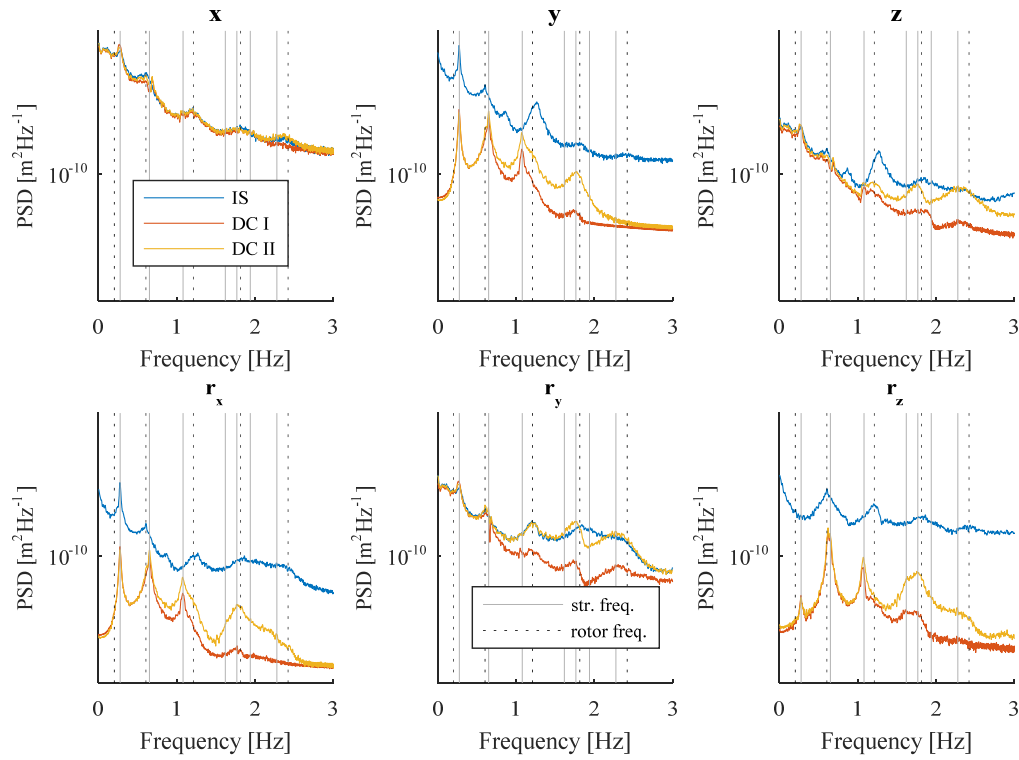 x
y
z
PSD [m²Hz⁻¹]
PSD [m²Hz⁻¹]
PSD [m²Hz⁻¹]
10⁻¹⁰
10⁻¹⁰
10⁻¹⁰
IS
DC I
DC II
0 1 2 3
0 1 2 3
0 1 2 3
Frequency [Hz]
Frequency [Hz]
Frequency [Hz]
rₓ
r_y
r_z
PSD [m²Hz⁻¹]
PSD [m²Hz⁻¹]
PSD [m²Hz⁻¹]
10⁻¹⁰
10⁻¹⁰
10⁻¹⁰
str. freq.
rotor freq.
0 1 2 3
0 1 2 3
0 1 2 3
Frequency [Hz]
Frequency [Hz]
Frequency [Hz]